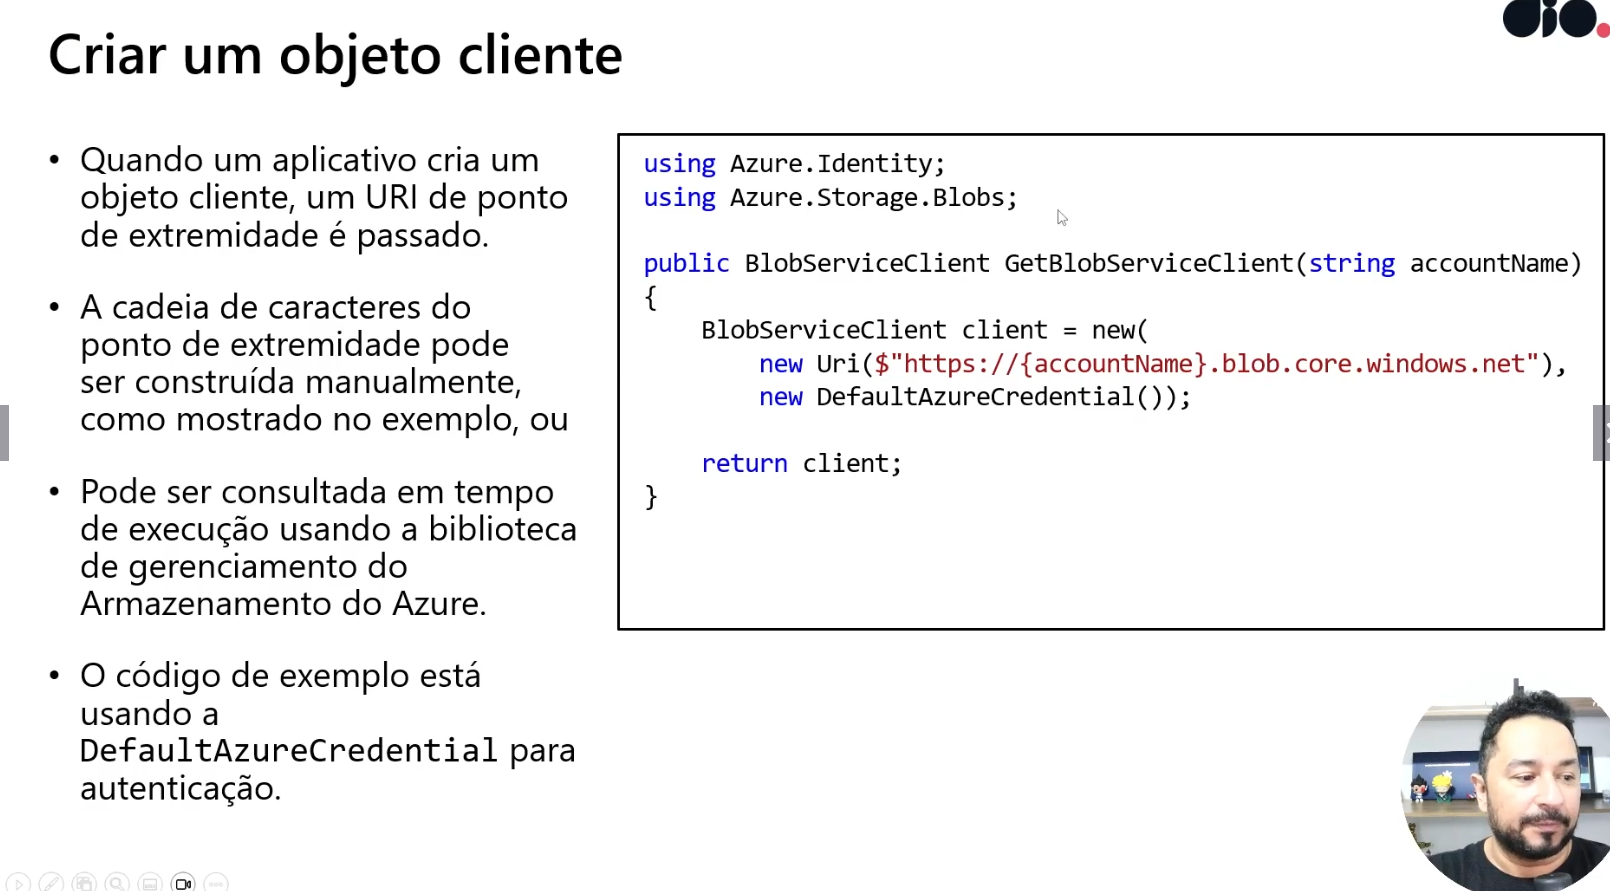 dio.
Criar um objeto cliente
• Quando um aplicativo cria um
objeto cliente, um URI de ponto
de extremidade é passado.
• A cadeia de caracteres do
ponto de extremidade pode
ser construída manualmente,
como mostrado no exemplo, ou
• Pode ser consultada em tempo
de execução usando a biblioteca
de gerenciamento do
Armazenamento do Azure.
• O código de exemplo está
usando a
DefaultAzureCredential para
autenticação.
using Azure.Identity;
using Azure.Storage.Blobs;
public BlobServiceClient GetBlobServiceClient(string accountName)
{
BlobServiceClient client = new(
new Uri($"https://{accountName}.blob.core.windows.net"),
new DefaultAzureCredential());
return client;
}